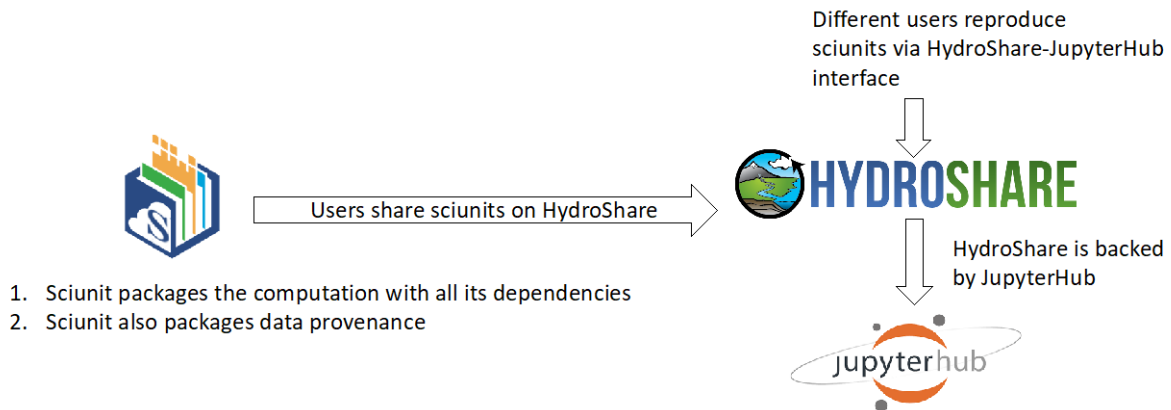 Different users reproduce
sciunits via HydroShare-JupyterHub
interface
S
HYDROSHARE
Users share sciunits on HydroShare
HydroShare is backed
by JupyterHub
1. Sciunit packages the computation with all its dependencies
2. Sciunit also packages data provenance
jupyterhub